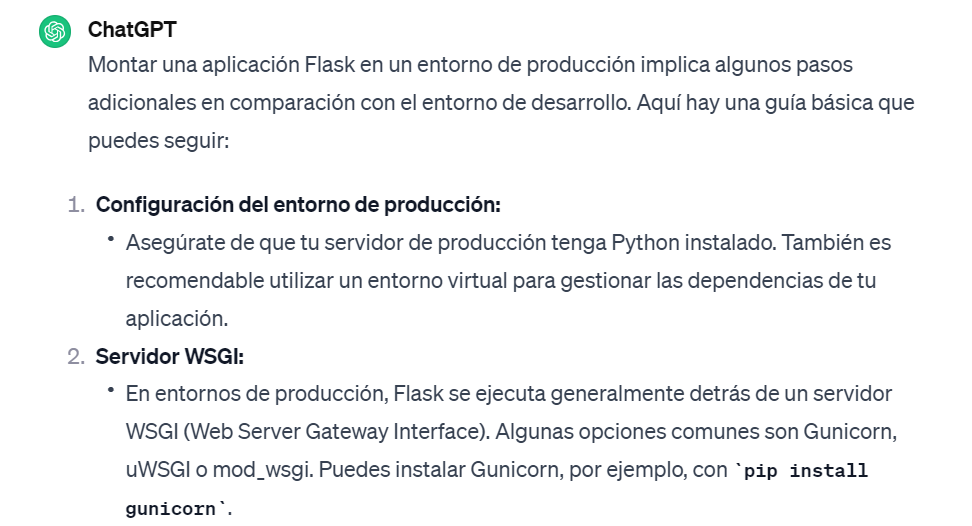 ChatGPT
Montar una aplicación Flask en un entorno de producción implica algunos pasos
adicionales en comparación con el entorno de desarrollo. Aquí hay una guía básica que
puedes seguir:
1. Configuración del entorno de producción:
• Asegúrate de que tu servidor de producción tenga Python instalado. También es
recomendable utilizar un entorno virtual para gestionar las dependencias de tu
aplicación.
2. Servidor WSGI:
• En entornos de producción, Flask se ejecuta generalmente detrás de un servidor
WSGI (Web Server Gateway Interface). Algunas opciones comunes son Gunicorn,
uWSGI o mod_wsgi. Puedes instalar Gunicorn, por ejemplo, con `pip install
gunicorn`.